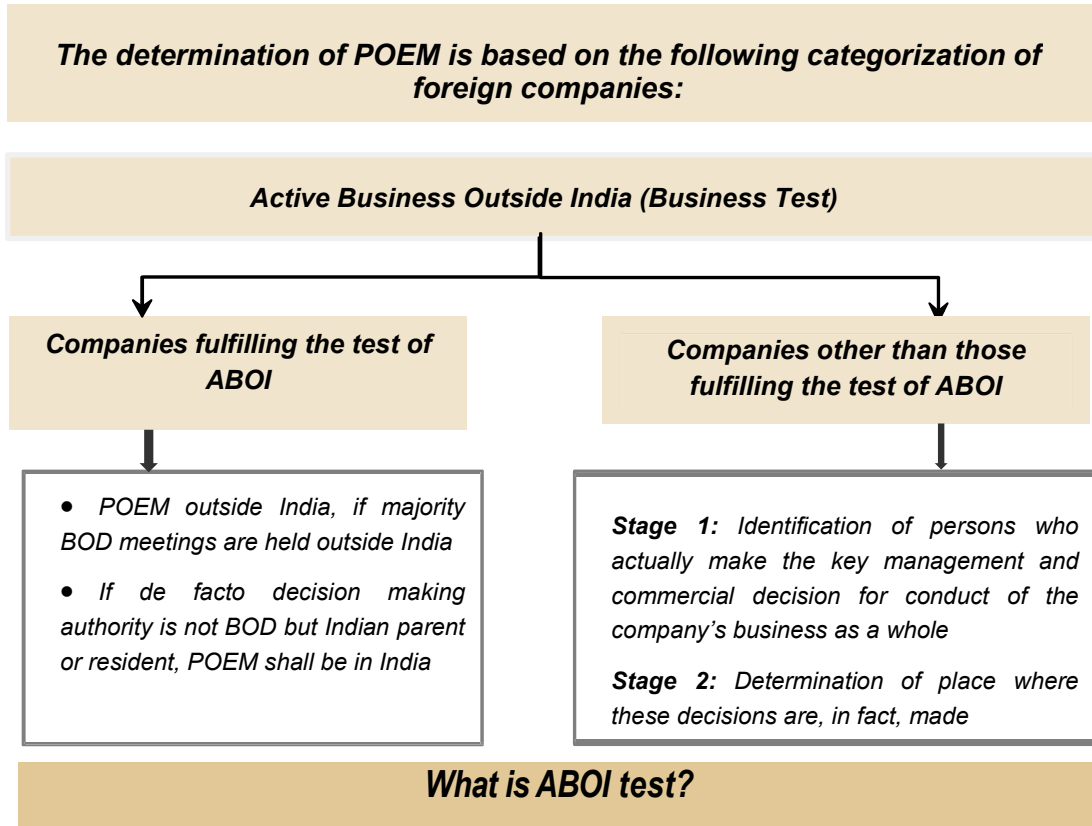 The determination of POEM is based on the following categorization of
foreign companies:
Active Business Outside India (Business Test)
Companies fulfilling the test of
ABOI
• POEM outside India, if majority
BOD meetings are held outside India
• If de facto decision making
authority is not BOD but Indian parent
or resident, POEM shall be in India
Companies other than those
fulfilling the test of ABOI
Stage 1: Identification of persons who
actually make the key management and
commercial decision for conduct of the
company's business as a whole
Stage 2: Determination of place where
these decisions are, in fact, made
What is ABOI test?